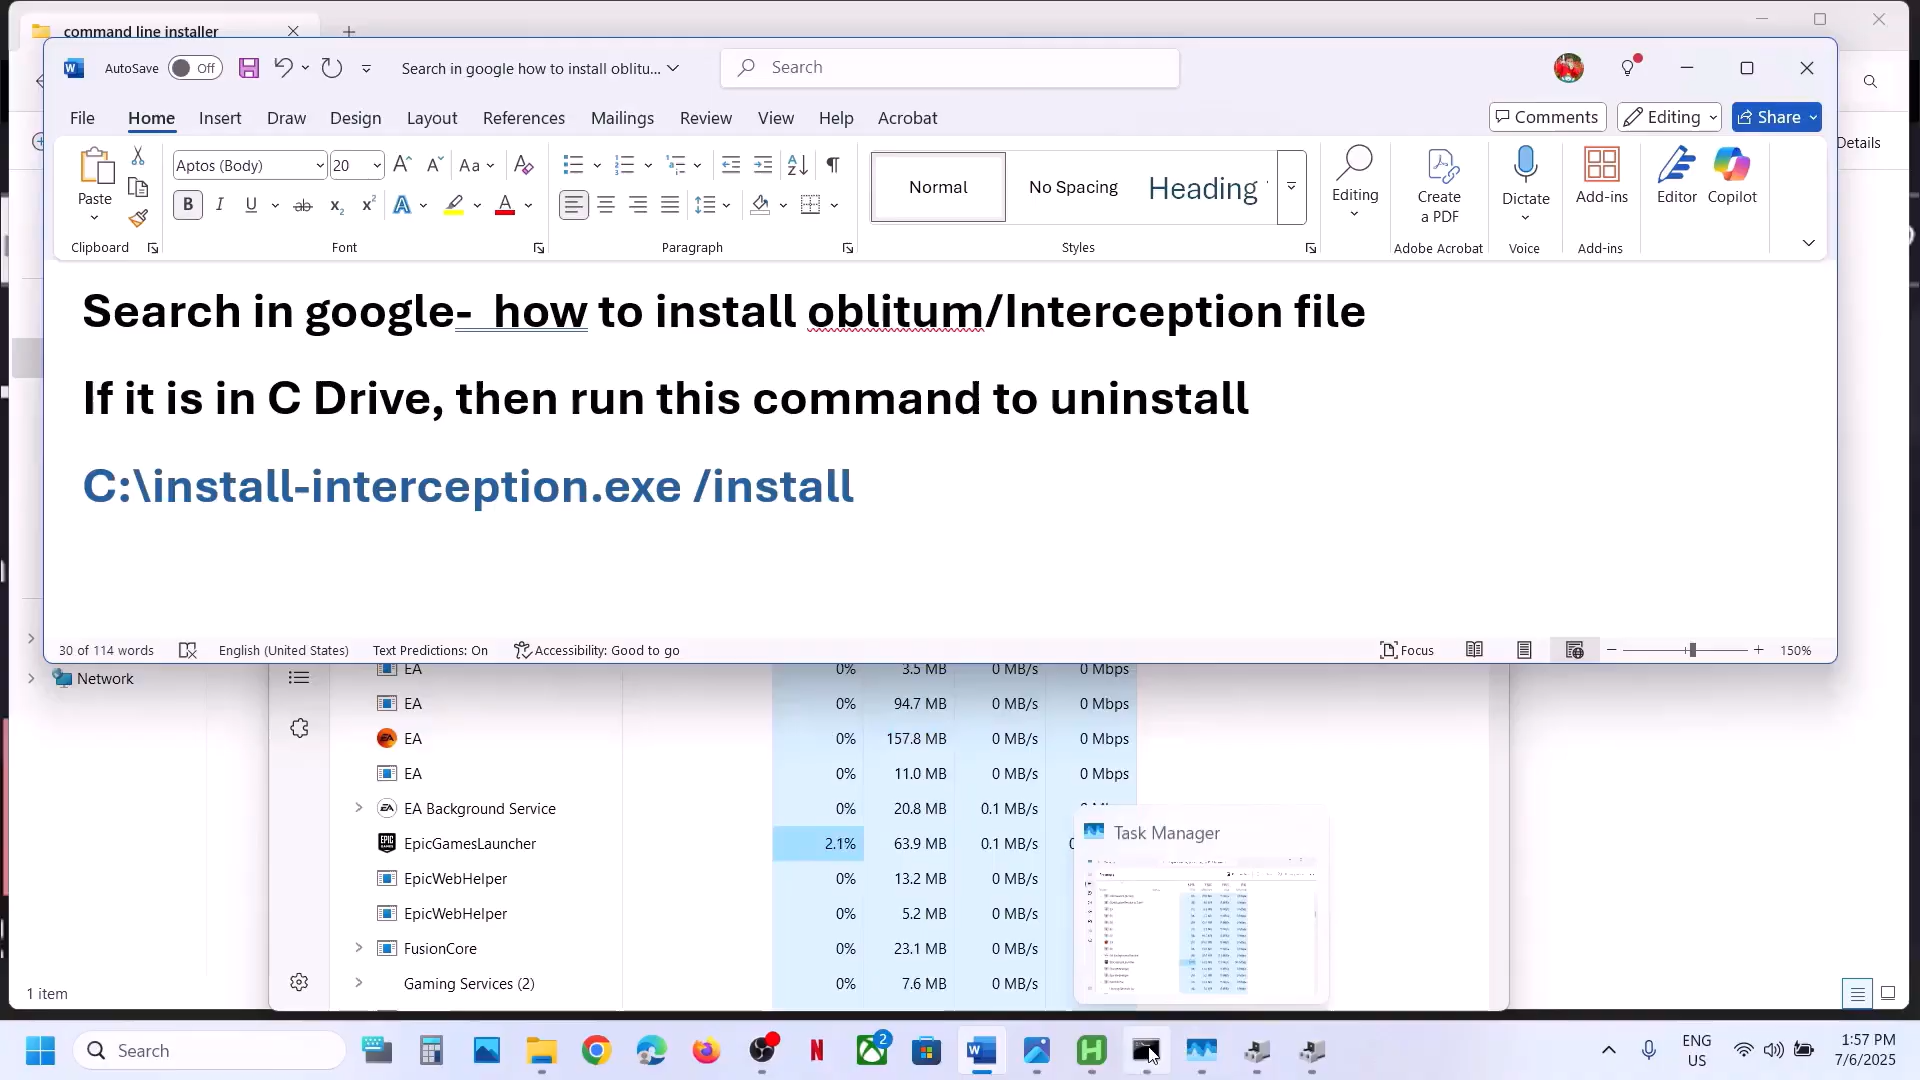 command line installer
AutoSave Off
Search in google how to install oblitu...
Search
File Home Insert Draw Design Layout References Mailings Review View Help Acrobat
Comments Editing Share
Details
Paste
Aptos (Body) 20
Normal No Spacing Heading
Editing
Create a PDF
Dictate
Add-ins
Editor
Copilot
Clipboard Font Paragraph Styles Adobe Acrobat Voice Add-ins
Search in google- how to install oblitum/Interception file
If it is in C Drive, then run this command to uninstall
C:\install-interception.exe /install
30 of 114 words English (United States) Text Predictions: On Accessibility: Good to go Focus 150%
Network
EA 0% 3.5 MB 0 MB/s 0 Mbps
EA 0% 94.7 MB 0 MB/s 0 Mbps
EA 0% 157.8 MB 0 MB/s 0 Mbps
EA 0% 11.0 MB 0 MB/s 0 Mbps
EA Background Service 0% 20.8 MB 0.1 MB/s
EpicGamesLauncher 2.1% 63.9 MB 0.1 MB/s
EpicWebHelper 0% 13.2 MB 0 MB/s
EpicWebHelper 0% 5.2 MB 0 MB/s
FusionCore 0% 23.1 MB 0 MB/s
Gaming Services (2) 0% 7.6 MB 0 MB/s
Task Manager
1 item
Search
2
ENG
US
1:57 PM
7/6/2025